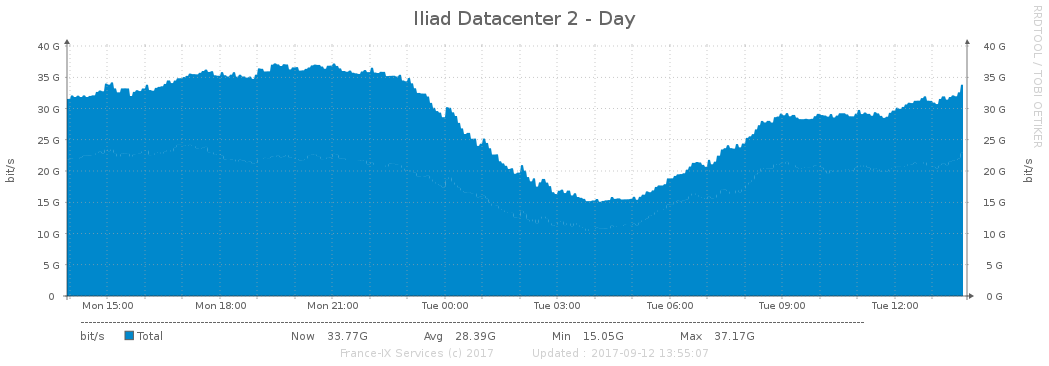 Iliad Datacenter 2 - Day
RRDTOOL / TOBI OETIKER
40 G 40 G
35 G 35 G
30 G 30 G
25 G 25 G
20 G 20 G
15 G 15 G
10 G 10 G
5 G 5 G
0 0 G
bit/s
bit/s
Mon 15:00 Mon 18:00 Mon 21:00 Tue 00:00 Tue 03:00 Tue 06:00 Tue 09:00 Tue 12:00
bit/s Total Now 33.77G Avg 28.39G Min 15.05G Max 37.17G
France-IX Services (c) 2017 Updated : 2017-09-12 13:55:07